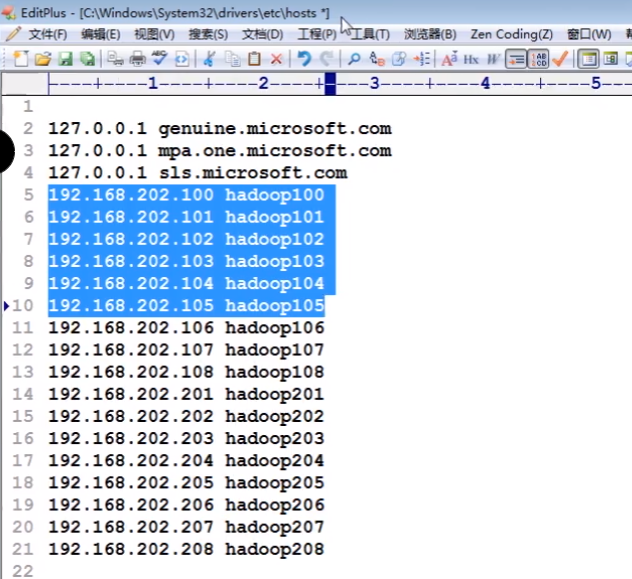 EditPlus - [C:\Windows\System32\drivers\etc\hosts *]
文件(F) 编辑(E) 视图(V) 搜索(S) 文档(D) 工程(P) 工具(T) 浏览器(B) Zen Coding(Z) 窗口(W)
Hx W
1 2 3 4 5
1
2 127.0.0.1 genuine.microsoft.com
3 127.0.0.1 mpa.one.microsoft.com
4 127.0.0.1 sls.microsoft.com
5 192.168.202.100 hadoop100
6 192.168.202.101 hadoop101
7 192.168.202.102 hadoop102
8 192.168.202.103 hadoop103
9 192.168.202.104 hadoop104
10 192.168.202.105 hadoop105
11 192.168.202.106 hadoop106
12 192.168.202.107 hadoop107
13 192.168.202.108 hadoop108
14 192.168.202.201 hadoop201
15 192.168.202.202 hadoop202
16 192.168.202.203 hadoop203
17 192.168.202.204 hadoop204
18 192.168.202.205 hadoop205
19 192.168.202.206 hadoop206
20 192.168.202.207 hadoop207
21 192.168.202.208 hadoop208
22